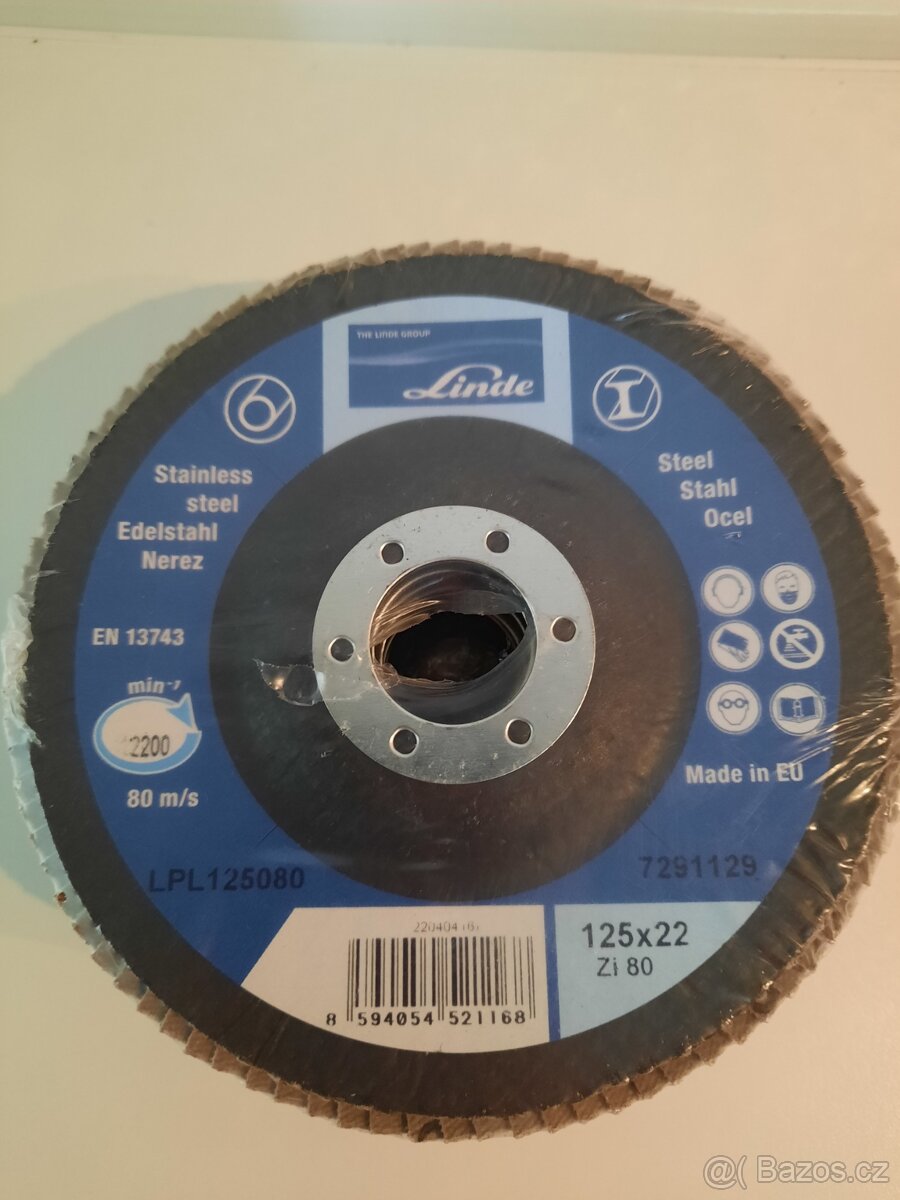 THE LINDE GROUP
Linde
Stainless
steel
Edelstahl
Nerez
Steel
Stahl
Ocel
EN 13743
min⁻¹
2200
80 m/s
Made in EU
LPL125080
7291129
125x22
Zi 80
8 594054 521168
@( Bazos.cz